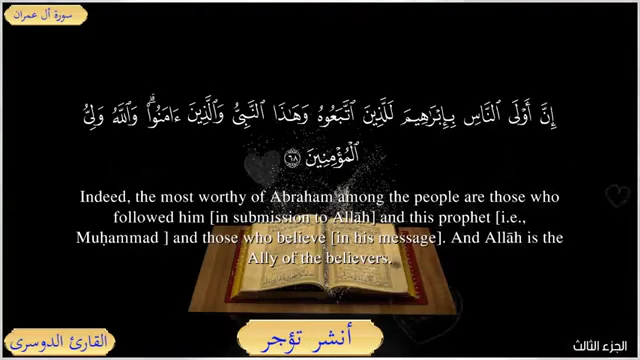 سورة آل عمران
إِنَّ أَوْلَى ٱلنَّاسِ بِإِبْرَٰهِيمَ لَلَّذِينَ ٱتَّبَعُوهُ وَهَٰذَا ٱلنَّبِىُّ وَٱلَّذِينَ ءَامَنُوا۟ ۗ وَٱللَّهُ وَلِىُّ
ٱلْمُؤْمِنِينَ ٦٨
Indeed, the most worthy of Abraham among the people are those who
followed him [in submission to Allāh] and this prophet [i.e.,
Muḥammad ] and those who believe [in his message]. And Allāh is the
Ally of the believers.
القارئ الدوسرى
أنشر تؤجر
الجزء الثالث